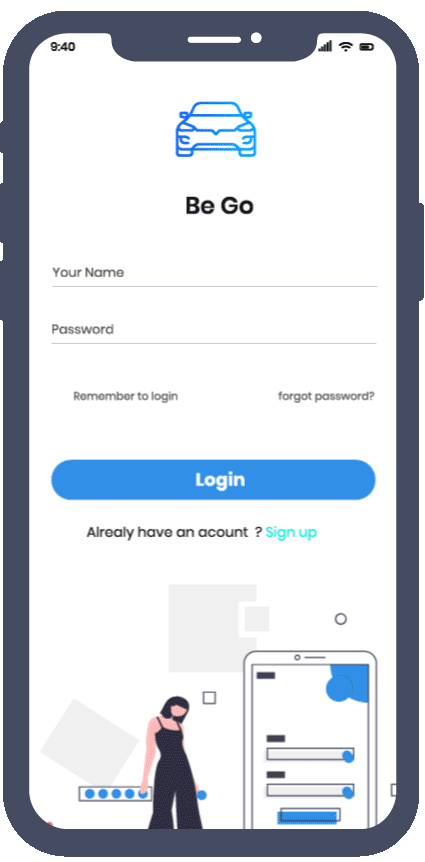 9:40
Be Go
Your Name
Password
Remember to login
forgot password?
Login
Alrealy have an acount ? Sign up